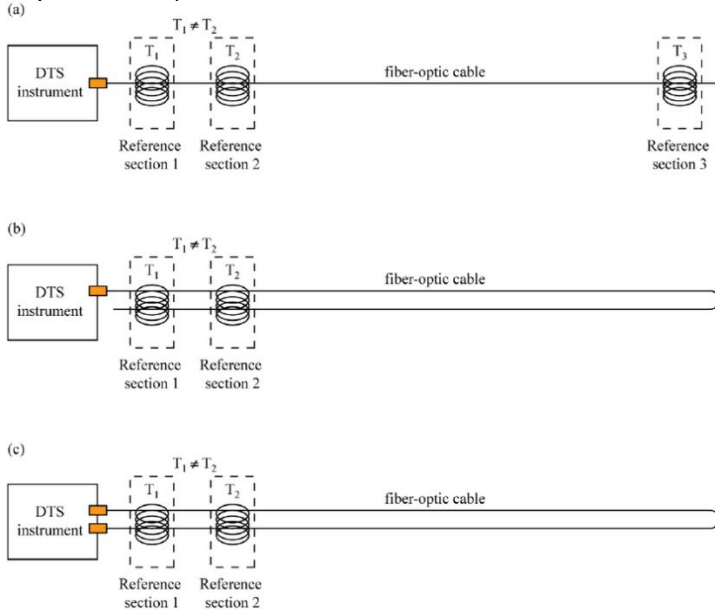 (a)
T₁ ≠ T₂
T₁ T₂ T₃
DTS
instrument
fiber-optic cable
Reference
section 1
Reference
section 2
Reference
section 3
(b)
T₁ ≠ T₂
T₁ T₂
DTS
instrument
fiber-optic cable
Reference
section 1
Reference
section 2
(c)
T₁ ≠ T₂
T₁ T₂
DTS
instrument
fiber-optic cable
Reference
section 1
Reference
section 2